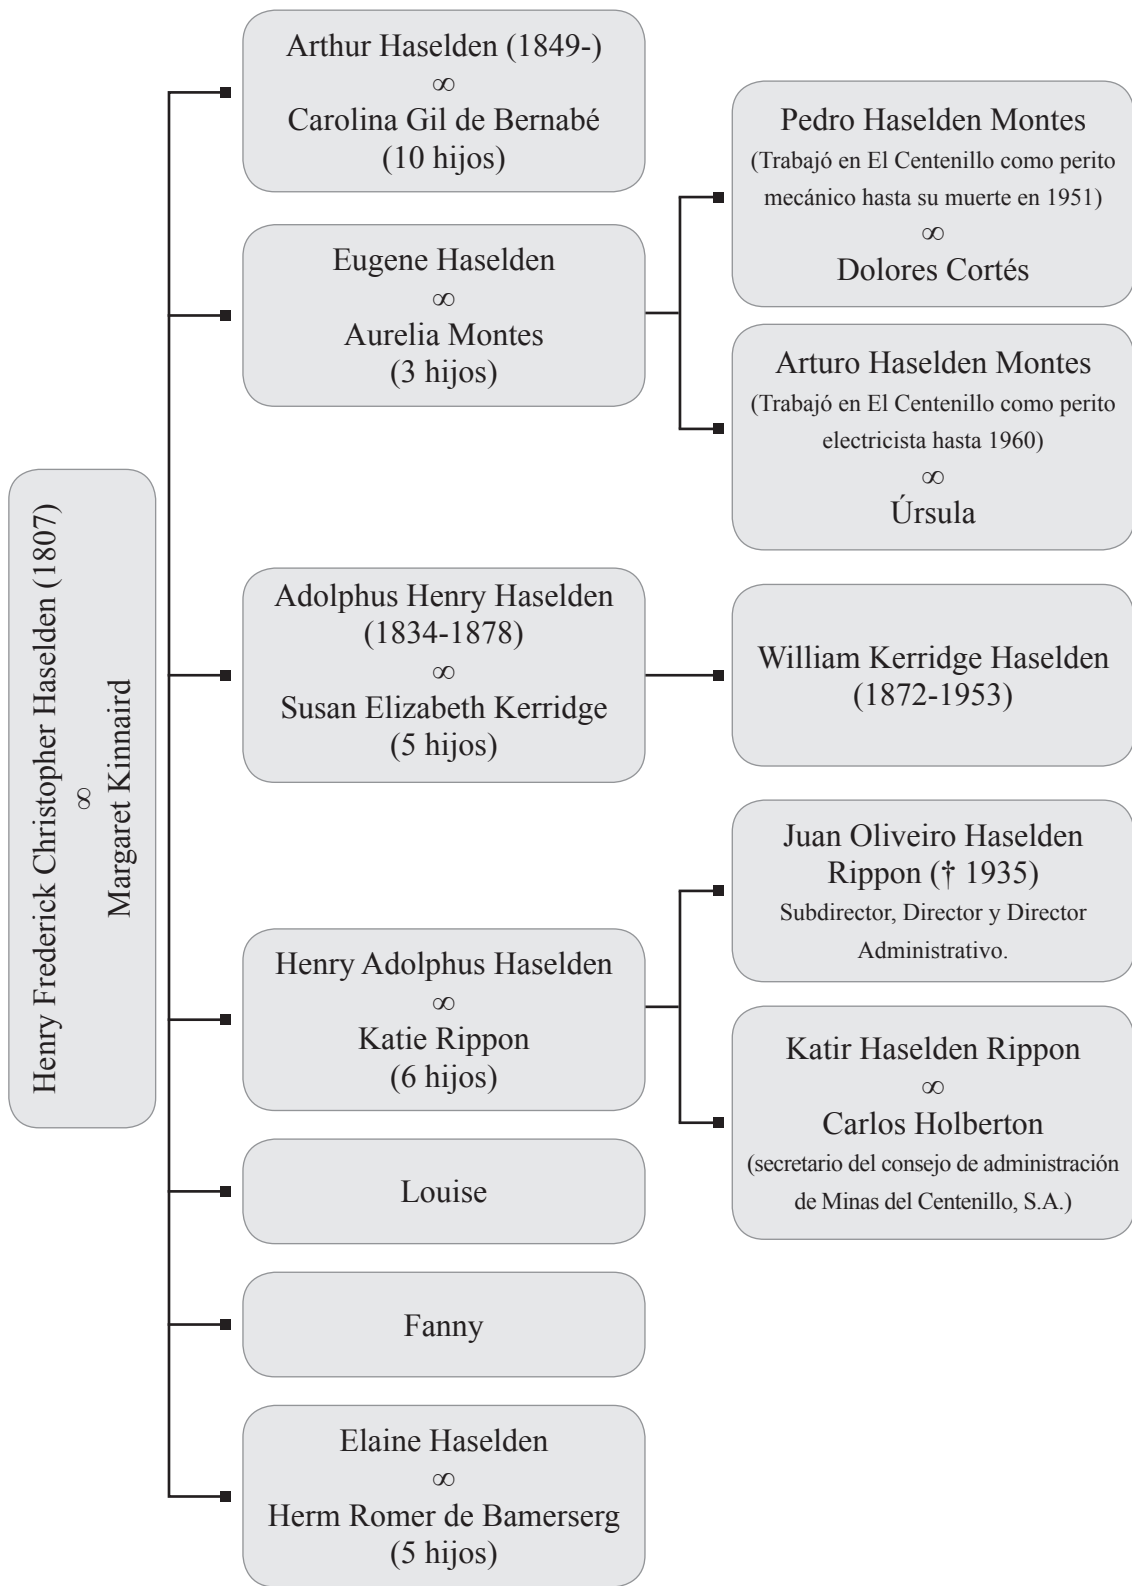 Henry Frederick Christopher Haselden (1807)
∞
Margaret Kinnaird
Arthur Haselden (1849-)
∞
Carolina Gil de Bernabé
(10 hijos)
Eugene Haselden
∞
Aurelia Montes
(3 hijos)
Pedro Haselden Montes
(Trabajó en El Centenillo como perito
mecánico hasta su muerte en 1951)
∞
Dolores Cortés
Arturo Haselden Montes
(Trabajó en El Centenillo como perito
electricista hasta 1960)
∞
Úrsula
Adolphus Henry Haselden
(1834-1878)
∞
Susan Elizabeth Kerridge
(5 hijos)
William Kerridge Haselden
(1872-1953)
Henry Adolphus Haselden
∞
Katie Rippon
(6 hijos)
Juan Oliveiro Haselden
Rippon († 1935)
Subdirector, Director y Director
Administrativo.
Katir Haselden Rippon
∞
Carlos Holberton
(secretario del consejo de administración
de Minas del Centenillo, S.A.)
Louise
Fanny
Elaine Haselden
∞
Herm Romer de Bamerserg
(5 hijos)